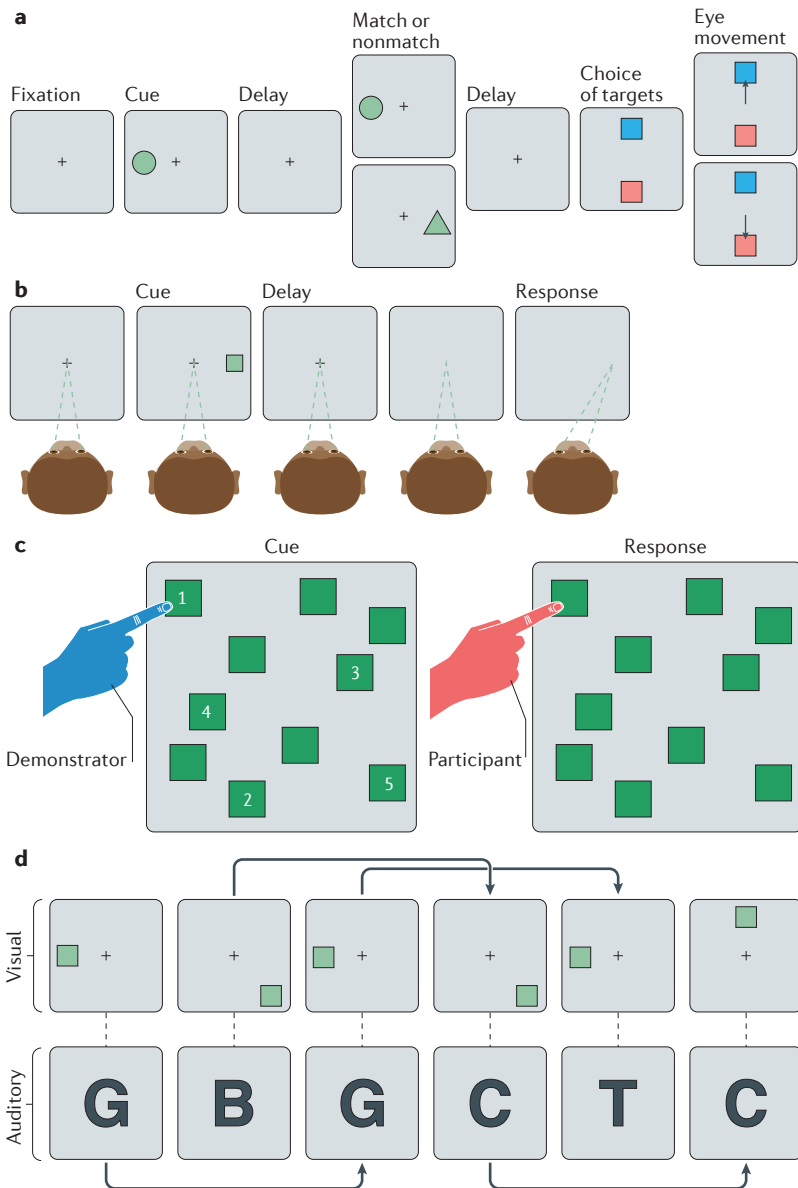 a
Fixation
Cue
Delay
Match or
nonmatch
Delay
Choice
of targets
Eye
movement
b
Cue
Delay
Response
c
Cue
Response
1
3
4
2
5
Demonstrator
Participant
d
Visual
Auditory
G B G C T C